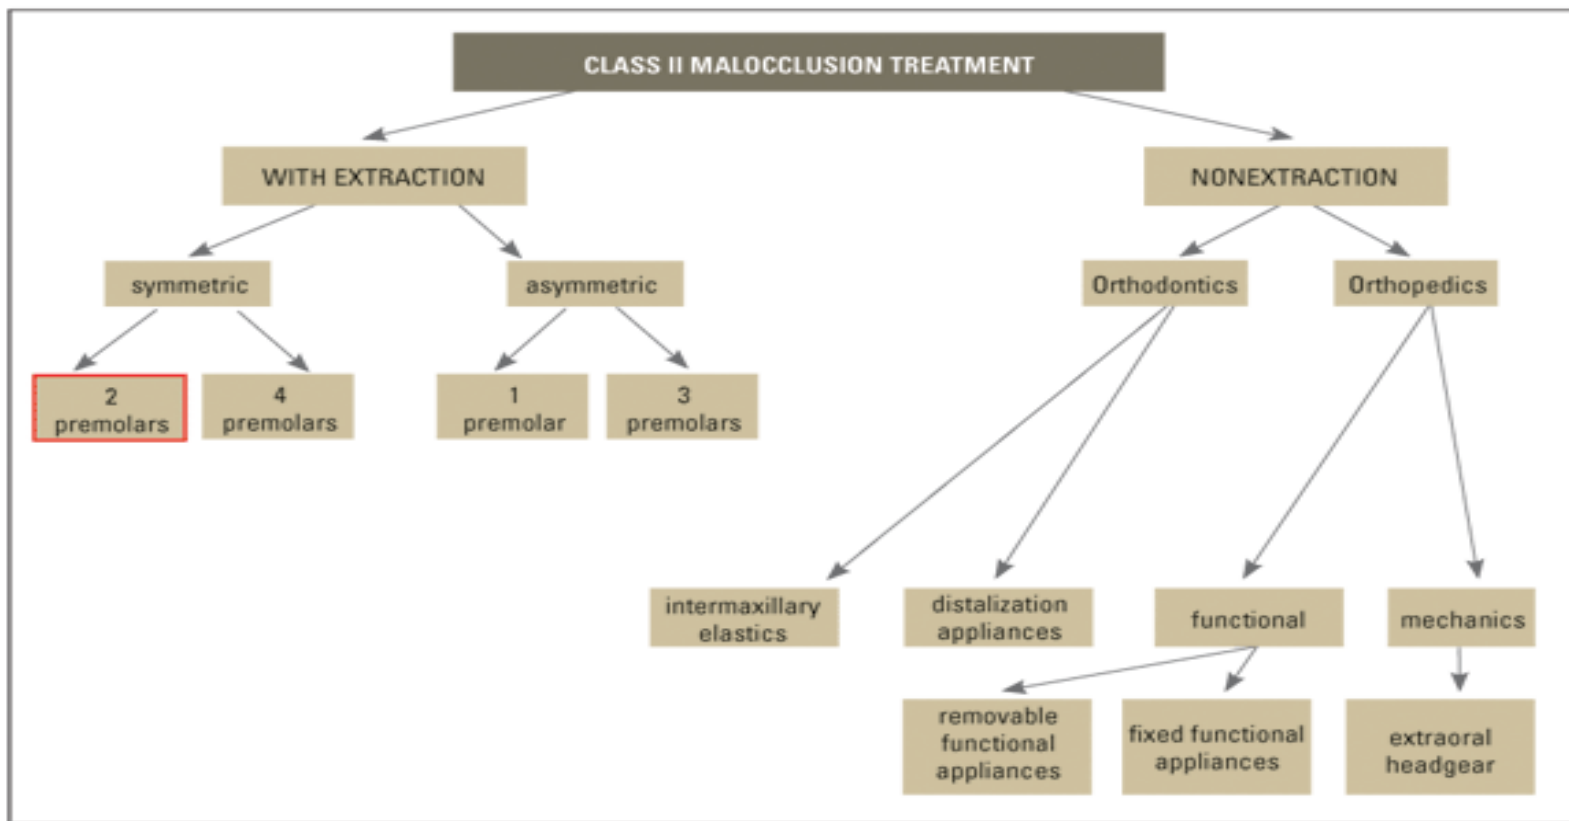 CLASS II MALOCCLUSION TREATMENT
WITH EXTRACTION
NONEXTRACTION
symmetric
asymmetric
Orthodontics
Orthopedics
2
premolars
4
premolars
1
premolar
3
premolars
intermaxillary
elastics
distalization
appliances
functional
mechanics
removable
functional
appliances
fixed functional
appliances
extraoral
headgear